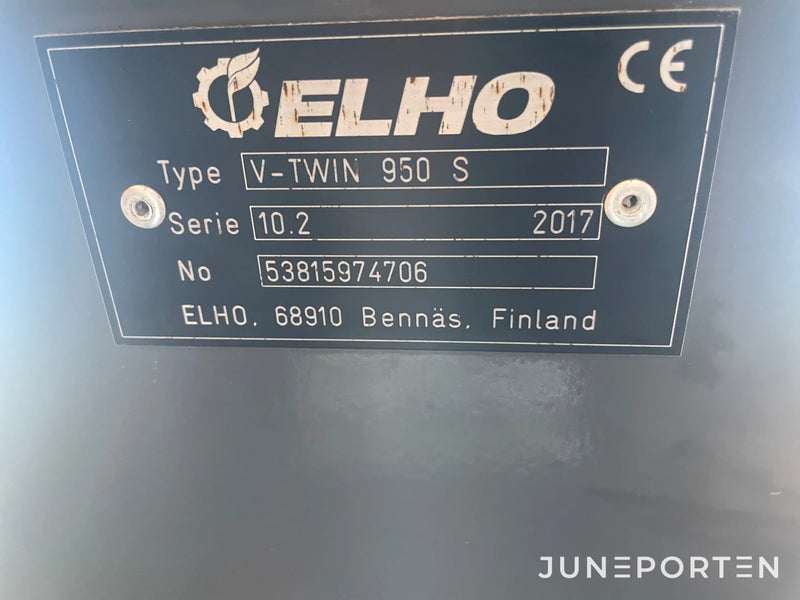 ELHO CE
Type V-TWIN 950 S
Serie 10.2 2017
No 53815974706
ELHO, 68910 Bennäs, Finland
JUNEPORTEN